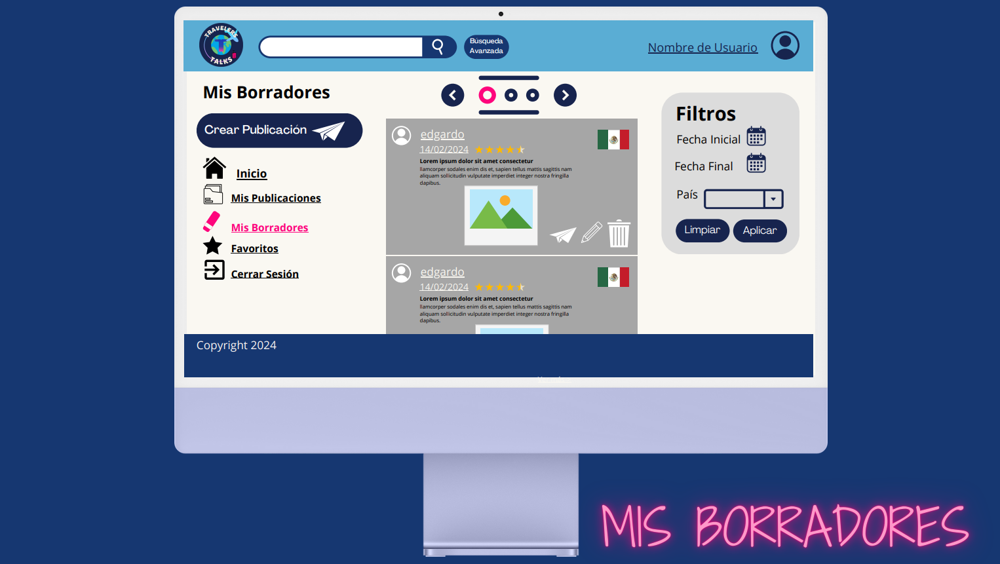 TRAVELERS
T
TALKS
Búsqueda
Avanzada
Nombre de Usuario
Mis Borradores
Crear Publicación
Inicio
Mis Publicaciones
Mis Borradores
Favoritos
Cerrar Sesión
edgardo
14/02/2024
Lorem ipsum dolor sit amet consectetur
llamcorper sodales enim dis et, sapien tellus mattis sagittis nam
aliquam sollicitudin vulputate imperdiet integer nostra fringilla
dapibus.
edgardo
14/02/2024
Lorem ipsum dolor sit amet consectetur
llamcorper sodales enim dis et, sapien tellus mattis sagittis nam
aliquam sollicitudin vulputate imperdiet integer nostra fringilla
dapibus.
Filtros
Fecha Inicial
Fecha Final
País
Limpiar
Aplicar
Copyright 2024
MIS BORRADORES